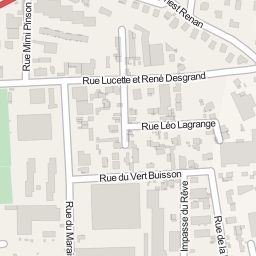 nest Renan
Rue Mimi Pinson
Rue Lucette et René Desgrand
Rue Léo Lagrange
Rue du Vert Buisson
Rue du Marai
Impasse du Rêve
Rue de la